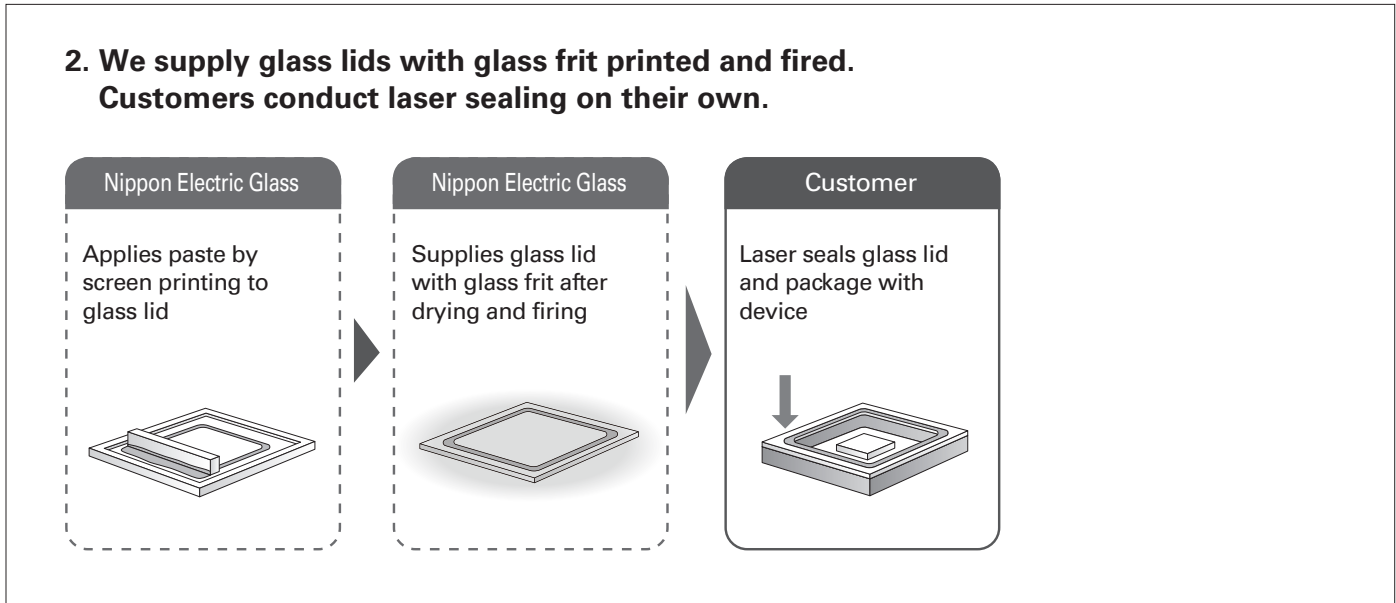 2. We supply glass lids with glass frit printed and fired.
Customers conduct laser sealing on their own.
Nippon Electric Glass
Applies paste by
screen printing to
glass lid
Nippon Electric Glass
Supplies glass lid
with glass frit after
drying and firing
Customer
Laser seals glass lid
and package with
device